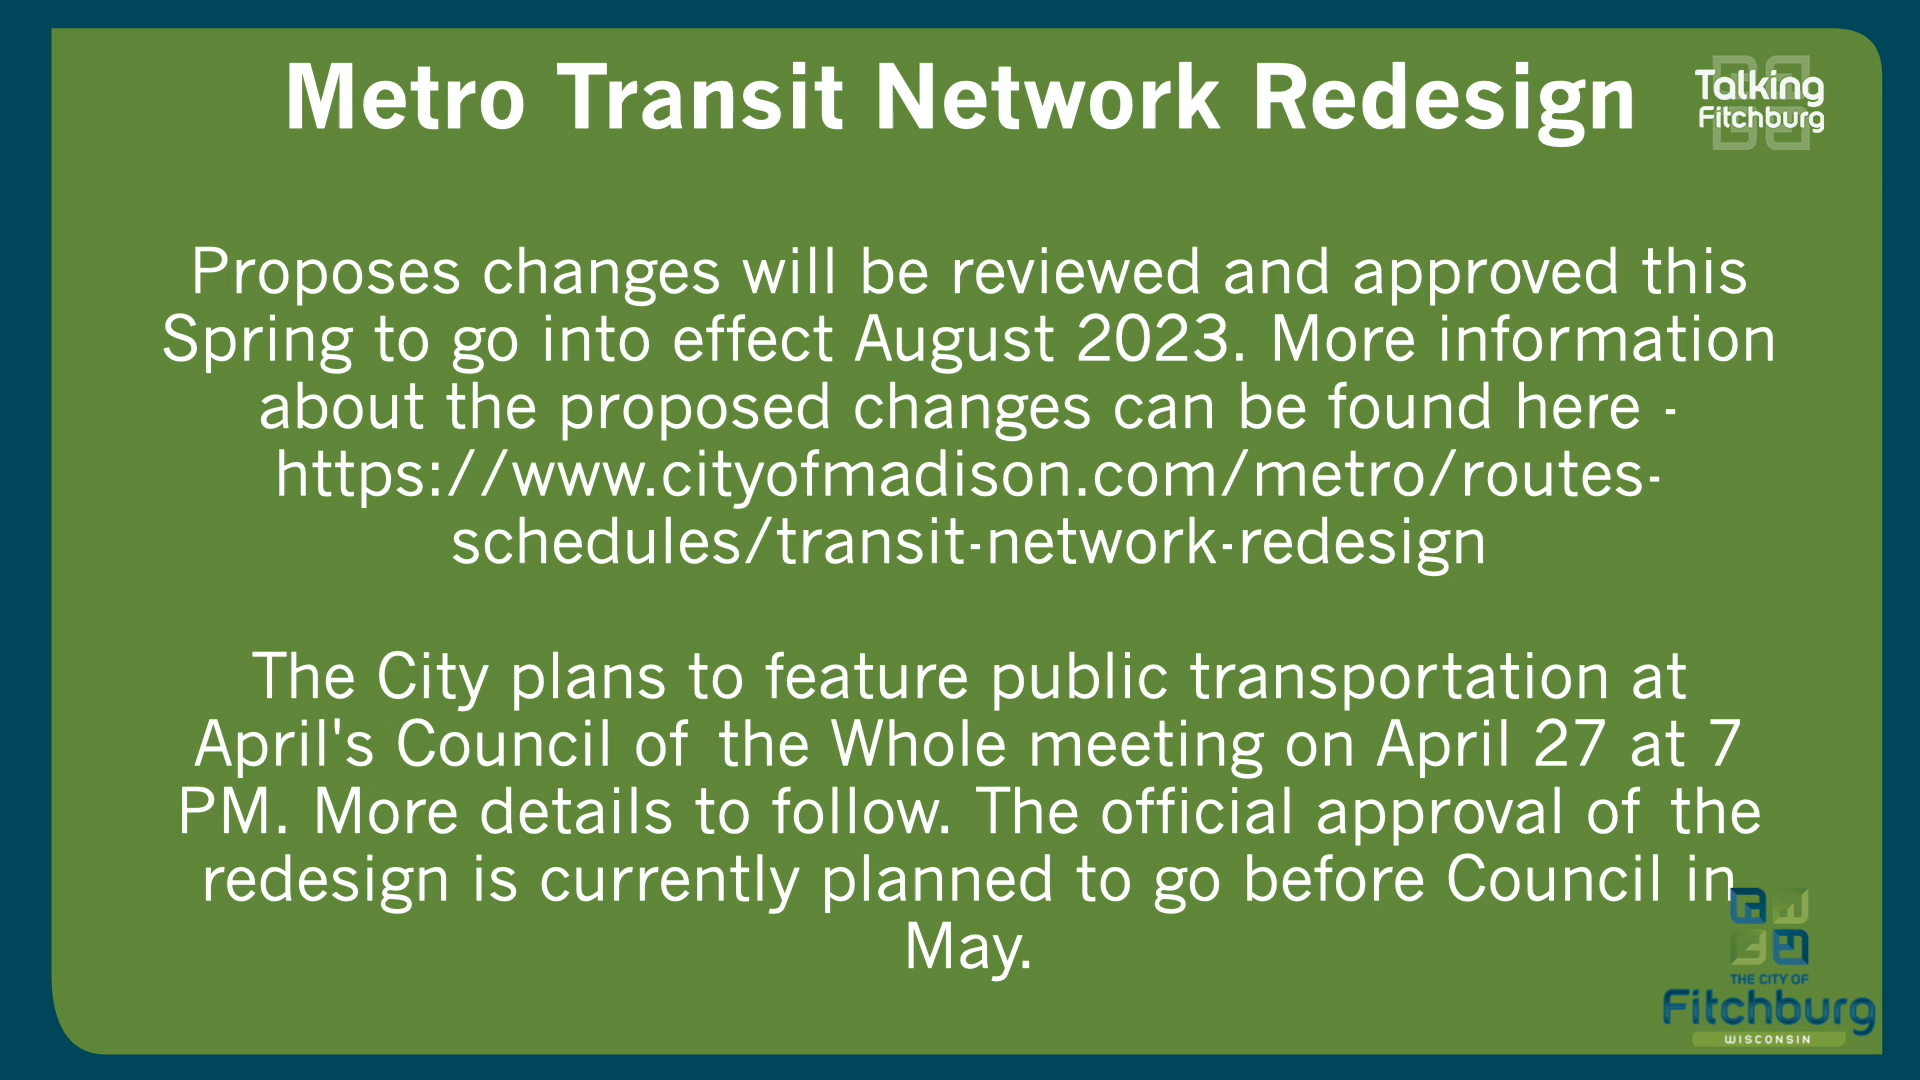 Metro Transit Network Redesign
Talking
Fitchburg
Proposes changes will be reviewed and approved this
Spring to go into effect August 2023. More information
about the proposed changes can be found here -
https://www.cityofmadison.com/metro/routes-
schedules/transit-network-redesign
The City plans to feature public transportation at
April's Council of the Whole meeting on April 27 at 7
PM. More details to follow. The official approval of the
redesign is currently planned to go before Council in
May.
THE CITY OF
Fitchburg
WISCONSIN